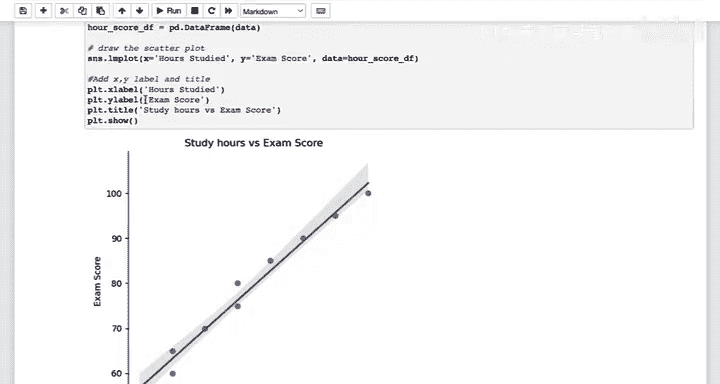 Run
Markdown
hour_score_df = pd.DataFrame(data)
# draw the scatter plot
sns.lmplot(x='Hours Studied', y='Exam Score', data=hour_score_df)
#Add x,y label and title
plt.xlabel('Hours Studied')
plt.ylabel('Exam Score')
plt.title('Study hours vs Exam Score')
plt.show()
Study hours vs Exam Score
100
90
80
70
60
Exam Score